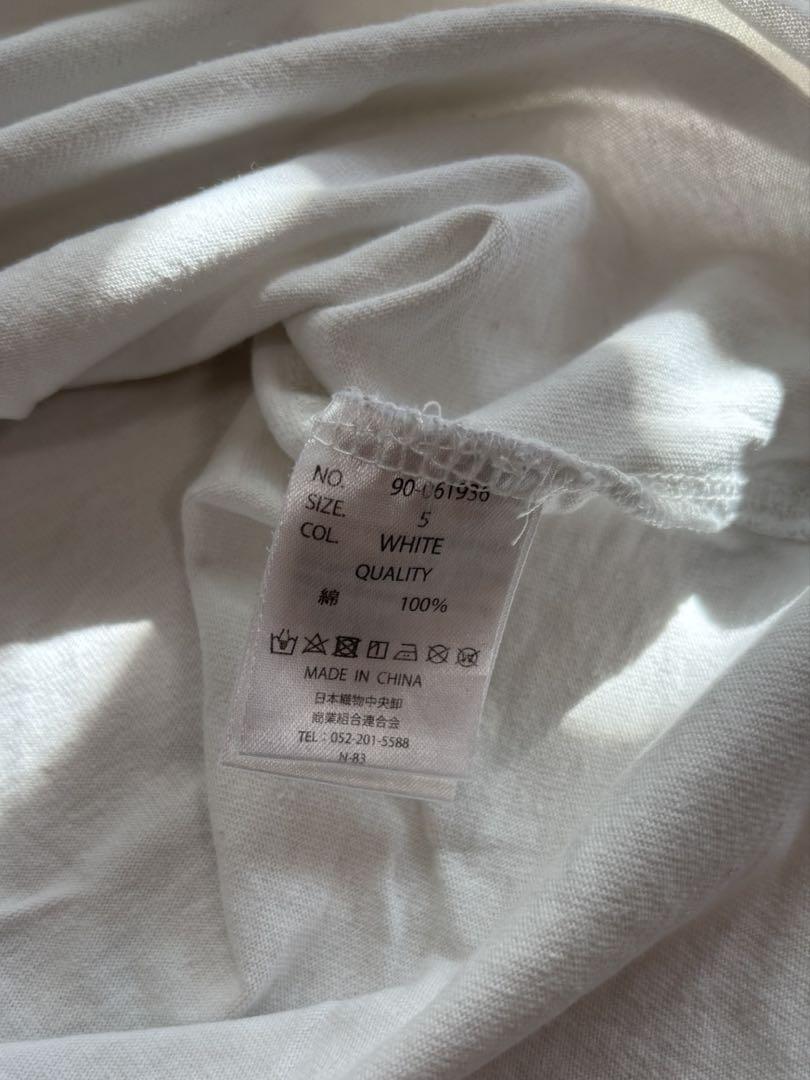 NO. 90-061936
SIZE. 5
COL. WHITE
QUALITY
綿 100%
MADE IN CHINA
日本織物中央卸
商業組合連合会
TEL：052-201-5588
N-83